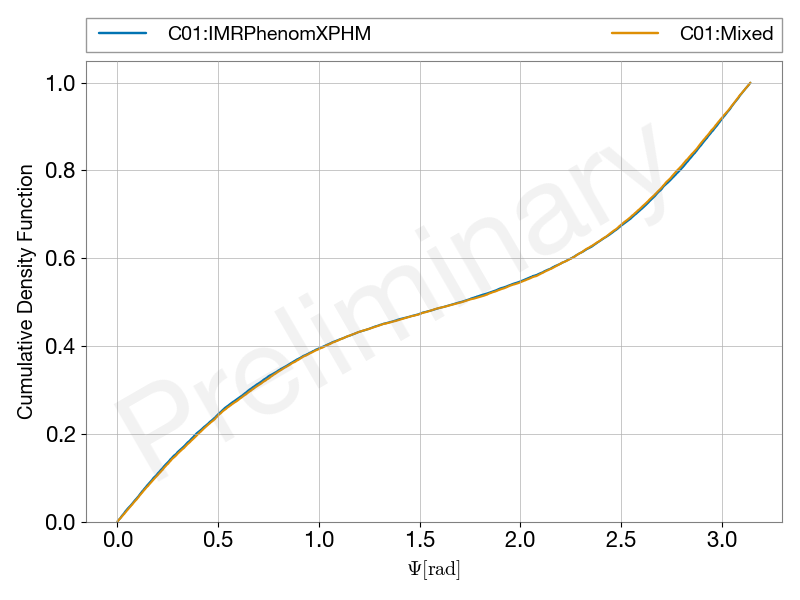 C01:IMRPhenomXPHM C01:Mixed
Cumulative Density Function
1.0
0.8
0.6
0.4
0.2
0.0
Preliminary
0.0 0.5 1.0 1.5 2.0 2.5 3.0
Ψ[rad]